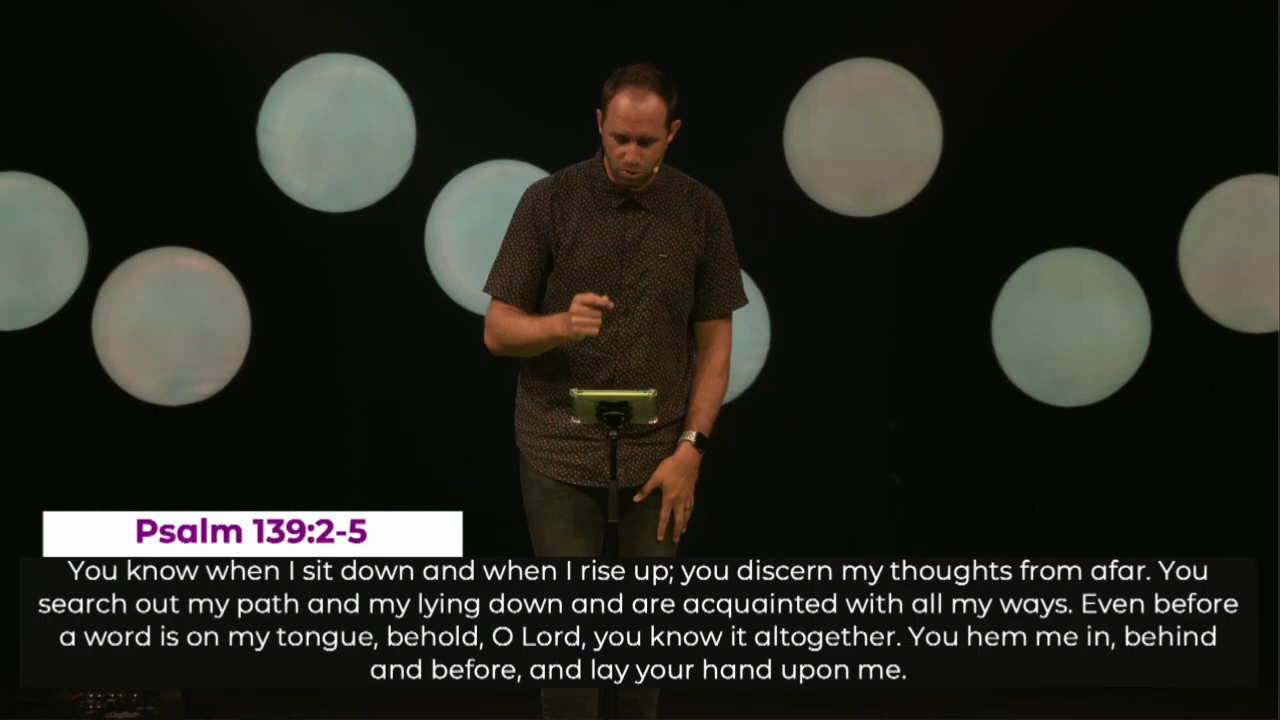 Psalm 139:2-5
You know when I sit down and when I rise up; you discern my thoughts from afar. You
search out my path and my lying down and are acquainted with all my ways. Even before
a word is on my tongue, behold, O Lord, you know it altogether. You hem me in, behind
and before, and lay your hand upon me.